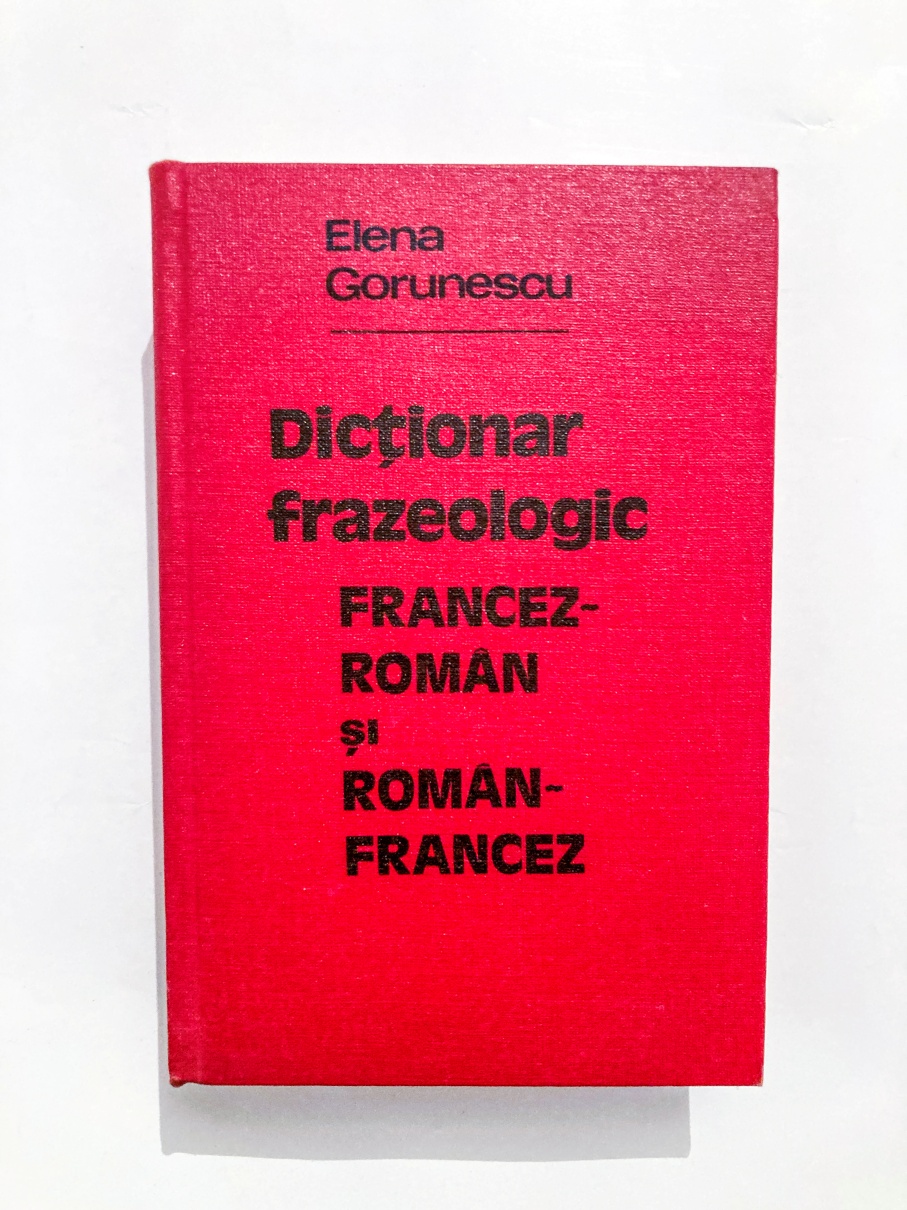 Elena
Gorunescu
Dicționar
frazeologic
FRANCEZ-
ROMÂN
și
ROMÂN-
FRANCEZ